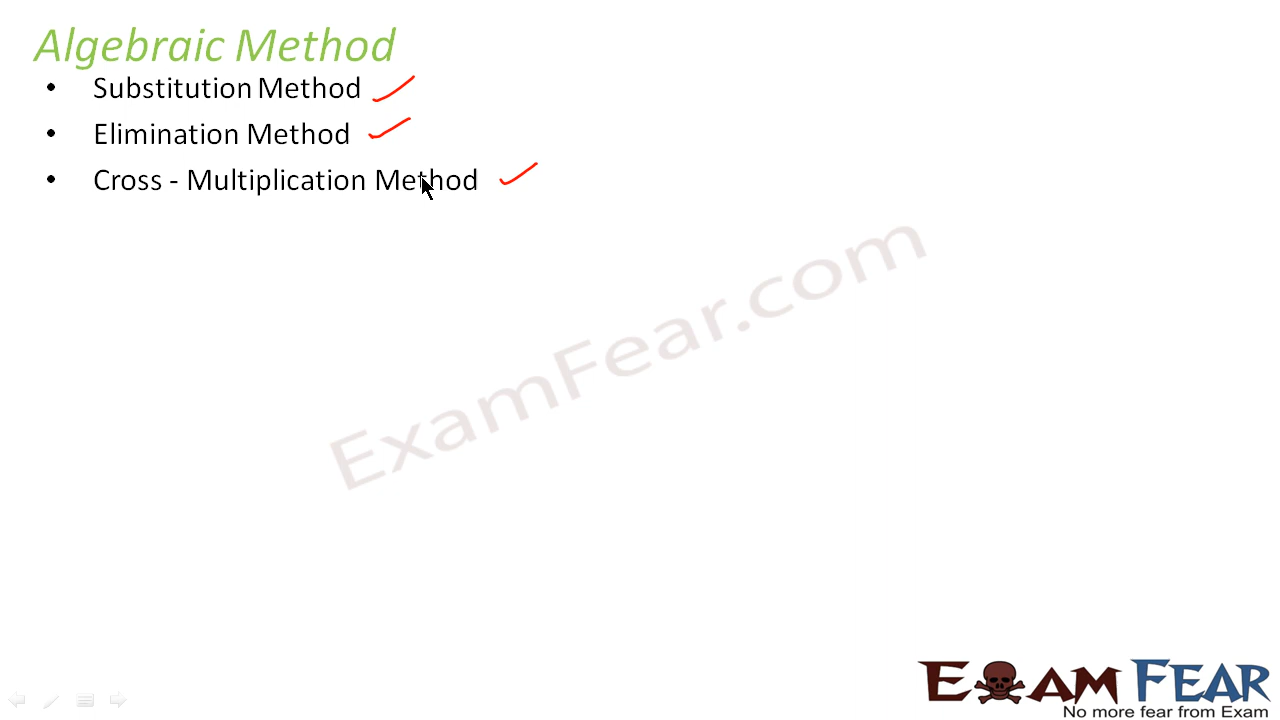 Algebraic Method
• Substitution Method
• Elimination Method
• Cross - Multiplication Method
ExamFear.com
EXAM FEAR
No more fear from Exam